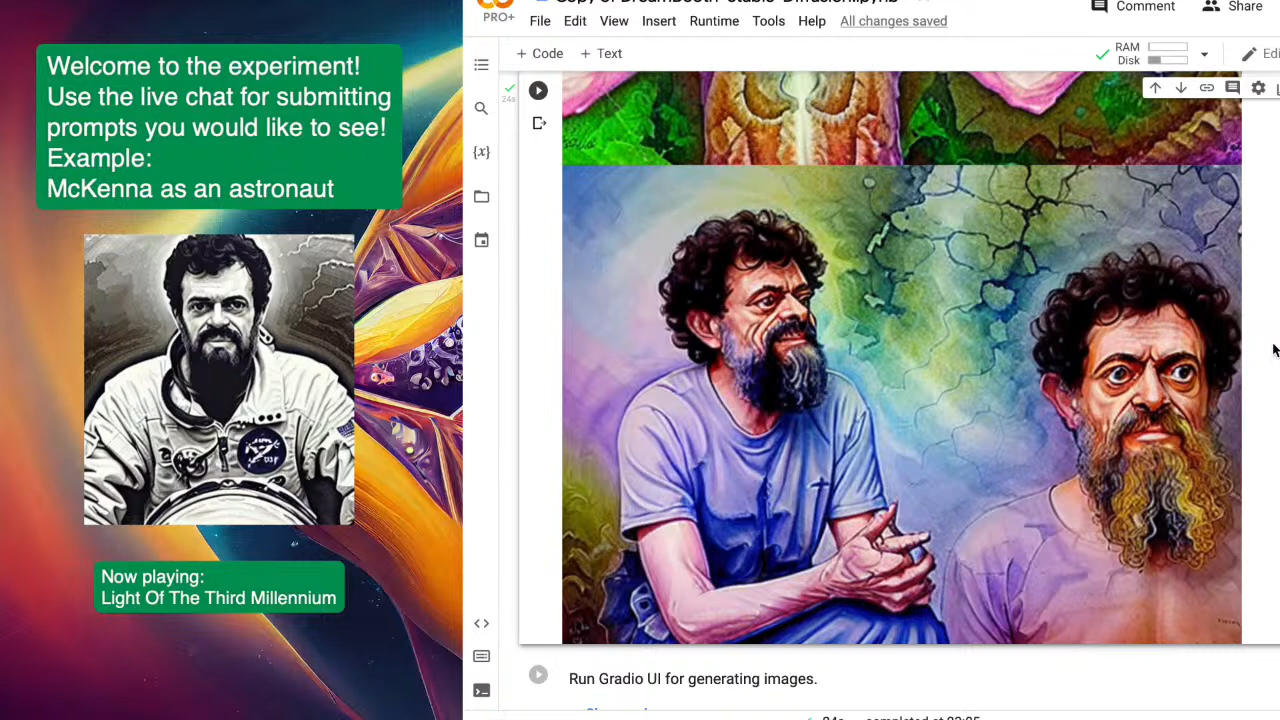 Welcome to the experiment!
Use the live chat for submitting
prompts you would like to see!
Example:
McKenna as an astronaut
Now playing:
Light Of The Third Millennium
PRO+
File Edit View Insert Runtime Tools Help All changes saved
Comment Share
+ Code + Text
RAM
Disk
Edi
24s
{x}
Run Gradio UI for generating images.